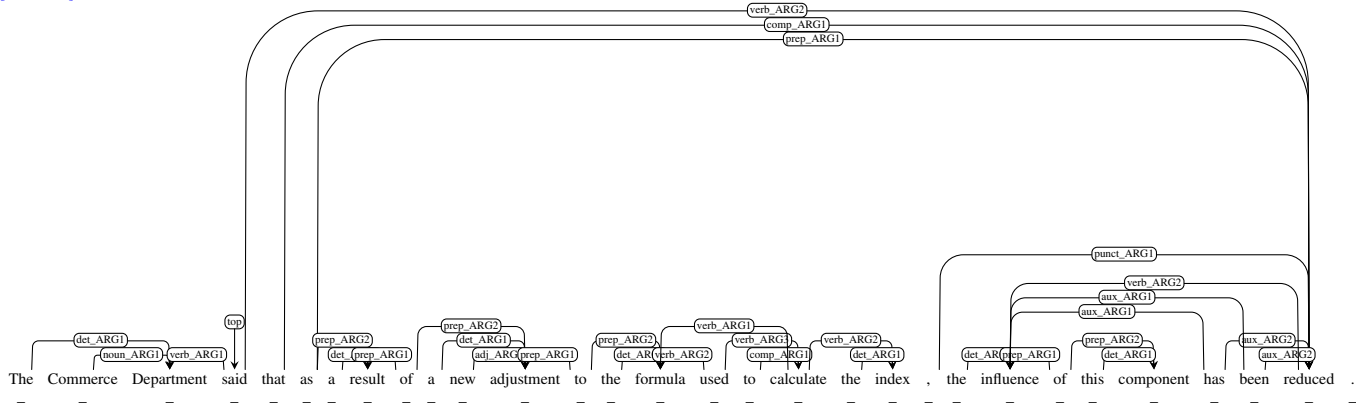 verb_ARG2
comp_ARG1
prep_ARG1
punct_ARG1
verb_ARG2
aux_ARG1
aux_ARG1
top
prep_ARG2 verb_ARG1
det_ARG1 prep_ARG2 det_ARG1 prep_ARG2 verb_ARG3 verb_ARG2 prep_ARG2 aux_ARG2
noun_ARG1 verb_ARG1 prep_ARG1 prep_ARG1 verb_ARG2 comp_ARG1 det_ARG1 prep_ARG1 det_ARG1 aux_ARG2
The Commerce Department said that as a result of a new adjustment to the formula used to calculate the index , the influence of this component has been reduced .